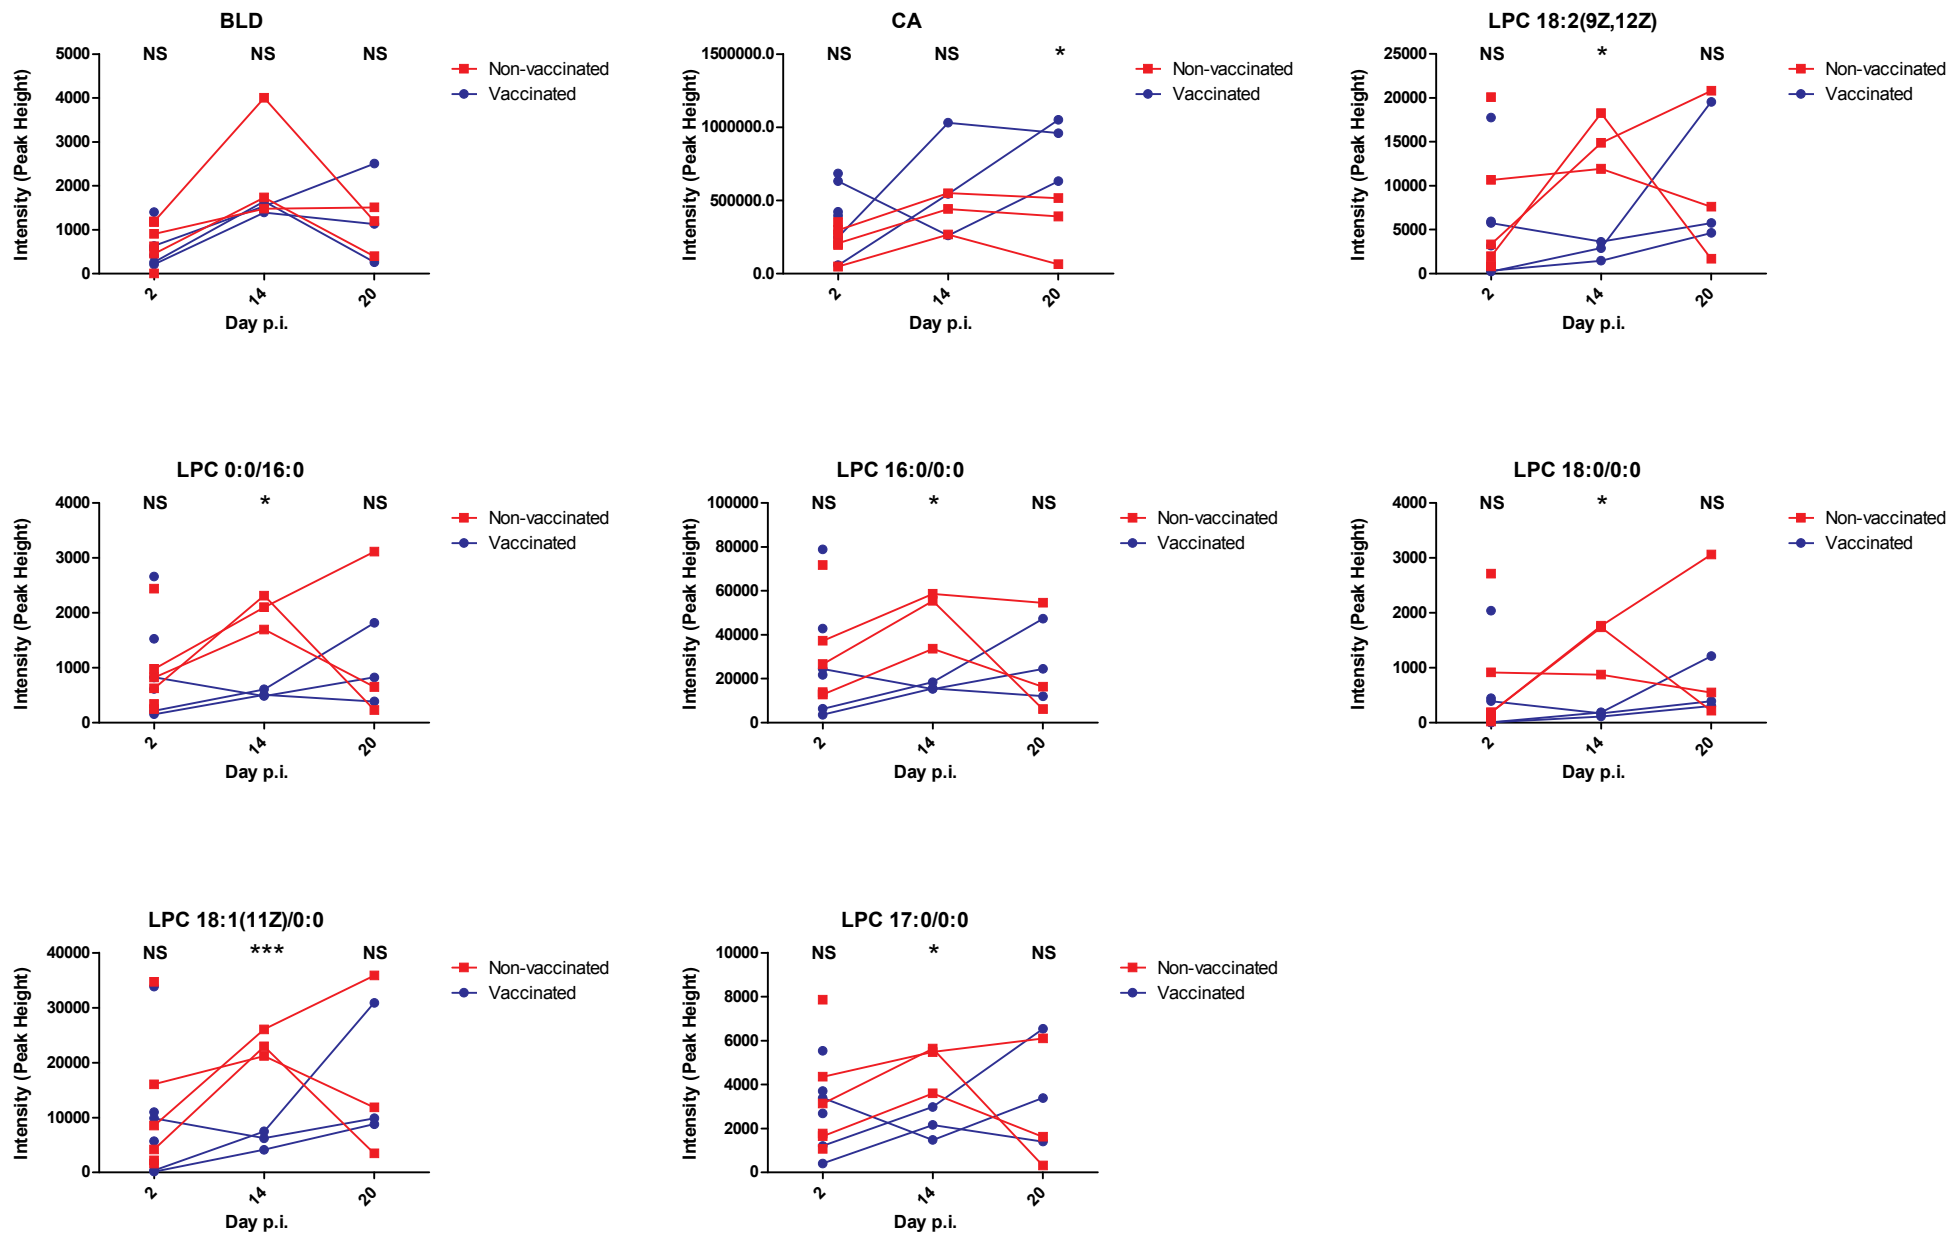 BLD
NS NS NS
5000
4000
3000
2000
1000
0
Intensity (Peak Height)
2 14 20
Day p.i.
Non-vaccinated
Vaccinated
CA
NS NS *
1500000.0
1000000.0
500000.0
0.0
Intensity (Peak Height)
2 14 20
Day p.i.
Non-vaccinated
Vaccinated
LPC 18:2(9Z,12Z)
NS * NS
25000
20000
15000
10000
5000
0
Intensity (Peak Height)
2 14 20
Day p.i.
Non-vaccinated
Vaccinated
LPC 0:0/16:0
NS * NS
4000
3000
2000
1000
0
Intensity (Peak Height)
2 14 20
Day p.i.
Non-vaccinated
Vaccinated
LPC 16:0/0:0
NS * NS
100000
80000
60000
40000
20000
0
Intensity (Peak Height)
2 14 20
Day p.i.
Non-vaccinated
Vaccinated
LPC 18:0/0:0
NS * NS
4000
3000
2000
1000
0
Intensity (Peak Height)
2 14 20
Day p.i.
Non-vaccinated
Vaccinated
LPC 18:1(11Z)/0:0
NS *** NS
40000
30000
20000
10000
0
Intensity (Peak Height)
2 14 20
Day p.i.
Non-vaccinated
Vaccinated
LPC 17:0/0:0
NS * NS
10000
8000
6000
4000
2000
0
Intensity (Peak Height)
2 14 20
Day p.i.
Non-vaccinated
Vaccinated